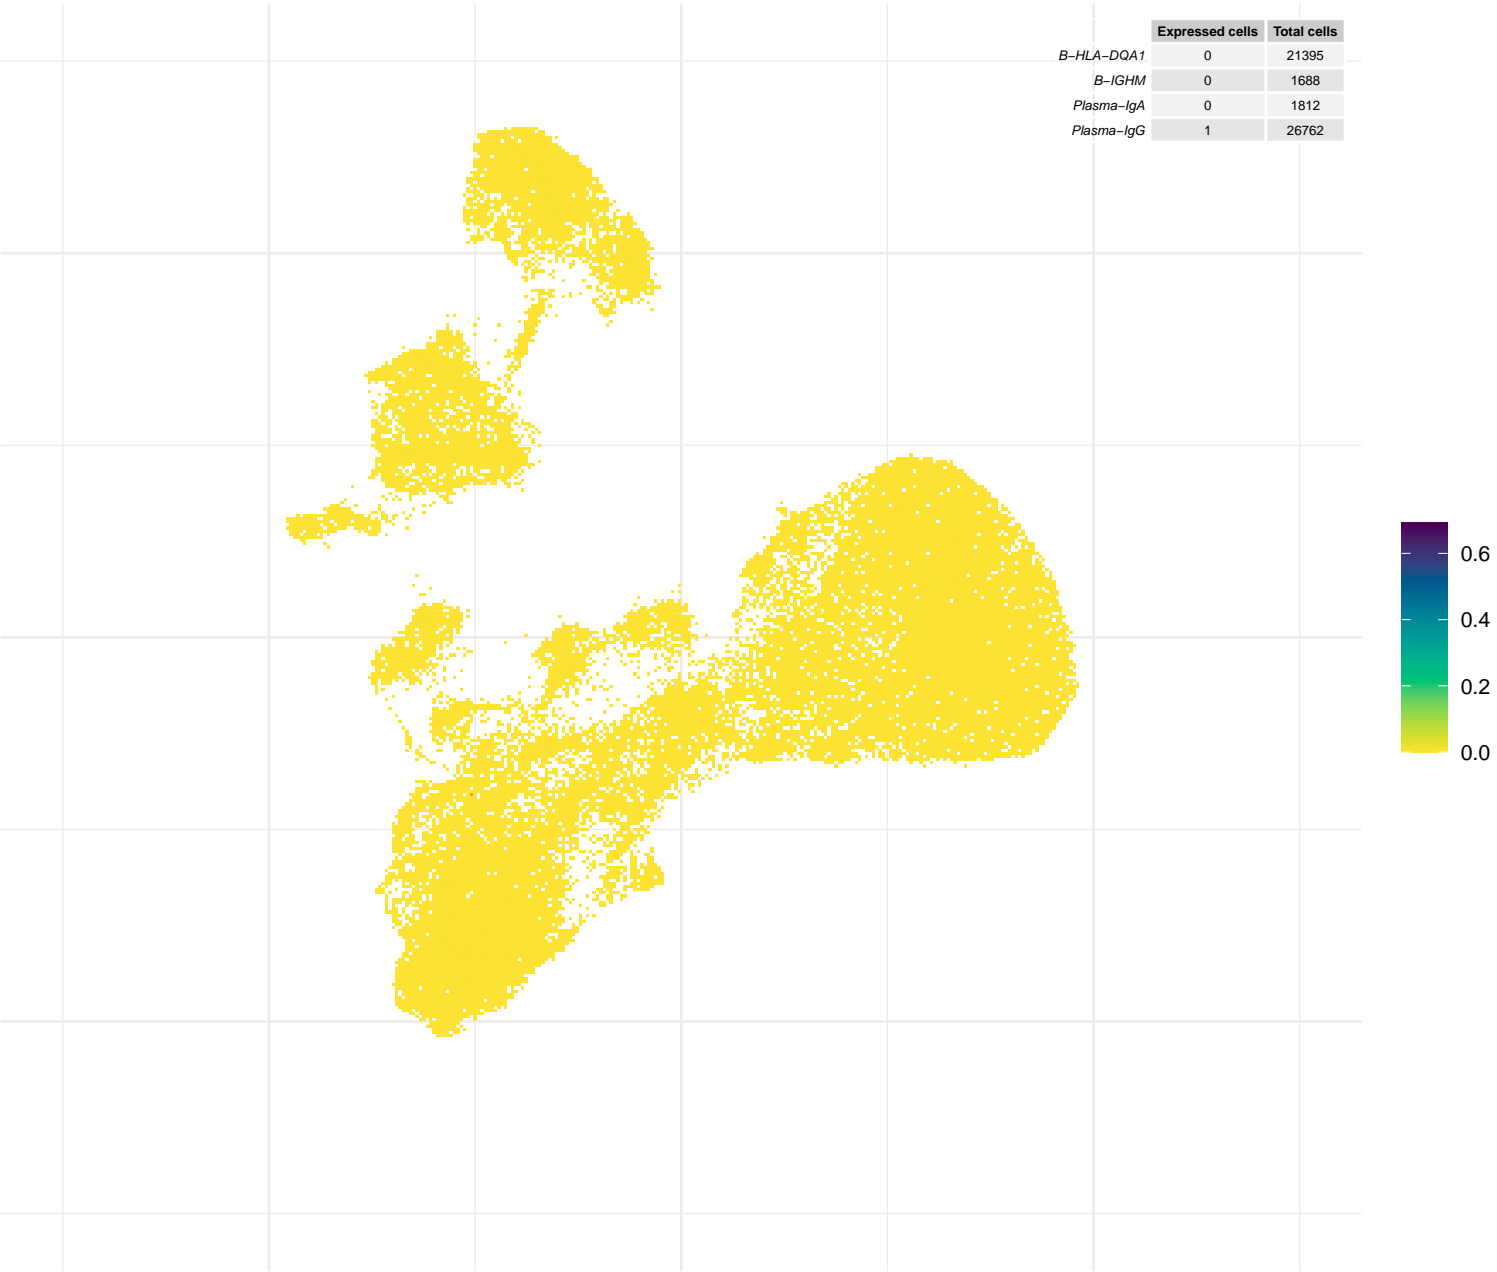 Expressed cells Total cells
B−HLA−DQA1 0 21395
B−IGHM 0 1688
Plasma−IgA 0 1812
Plasma−IgG 1 26762
0.6
0.4
0.2
0.0